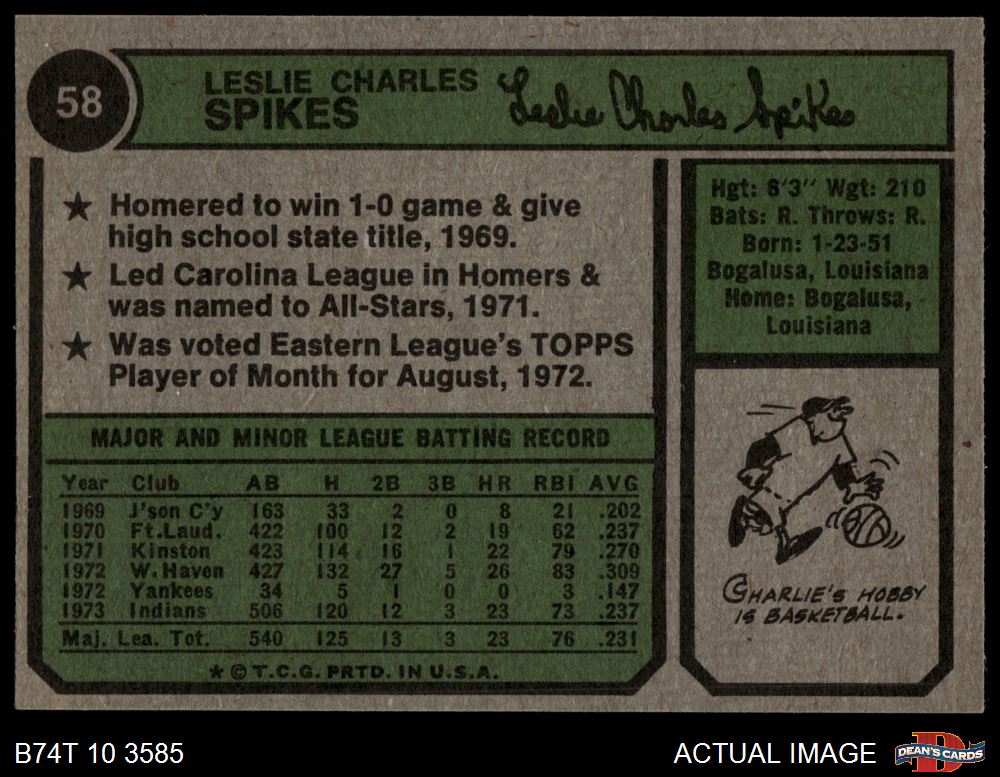 58
LESLIE CHARLES
SPIKES
Leslie Charles Spikes
★ Homered to win 1-0 game & give
high school state title, 1969.
★ Led Carolina League in Homers &
was named to All-Stars, 1971.
★ Was voted Eastern League's TOPPS
Player of Month for August, 1972.
Hgt: 6'3" Wgt: 210
Bats: R. Throws: R.
Born: 1-23-51
Bogalusa, Louisiana
Home: Bogalusa,
Louisiana
MAJOR AND MINOR LEAGUE BATTING RECORD
Year Club AB H 2B 3B HR RBI AVG
1969 J'son C'y 163 33 2 0 8 21 .202
1970 Ft.Laud. 422 100 12 2 19 62 .237
1971 Kinston 423 114 16 1 22 79 .270
1972 W.Haven 427 132 27 5 26 83 .309
1972 Yankees 34 5 1 0 0 3 .147
1973 Indians 506 120 12 3 23 73 .237
Maj. Lea. Tot. 540 125 13 3 23 76 .231
* © T.C.G. PRTD. IN U.S.A.
CHARLIE'S HOBBY
IS BASKETBALL.
B74T 10 3585
ACTUAL IMAGE
D
DEAN'S CARDS